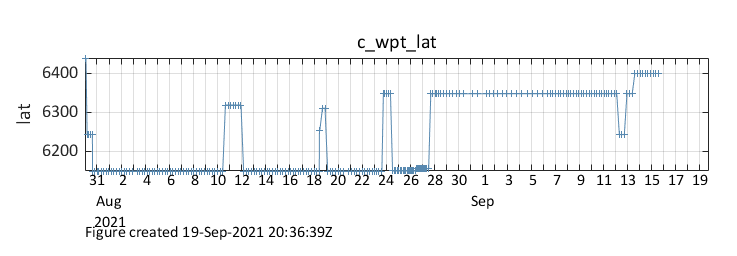 c_wpt_lat
lat
6400
6300
6200
31 2 4 6 8 10 12 14 16 18 20 22 24 26 28 30 1 3 5 7 9 11 13 15 17 19
Aug Sep
2021
Figure created 19-Sep-2021 20:36:39Z